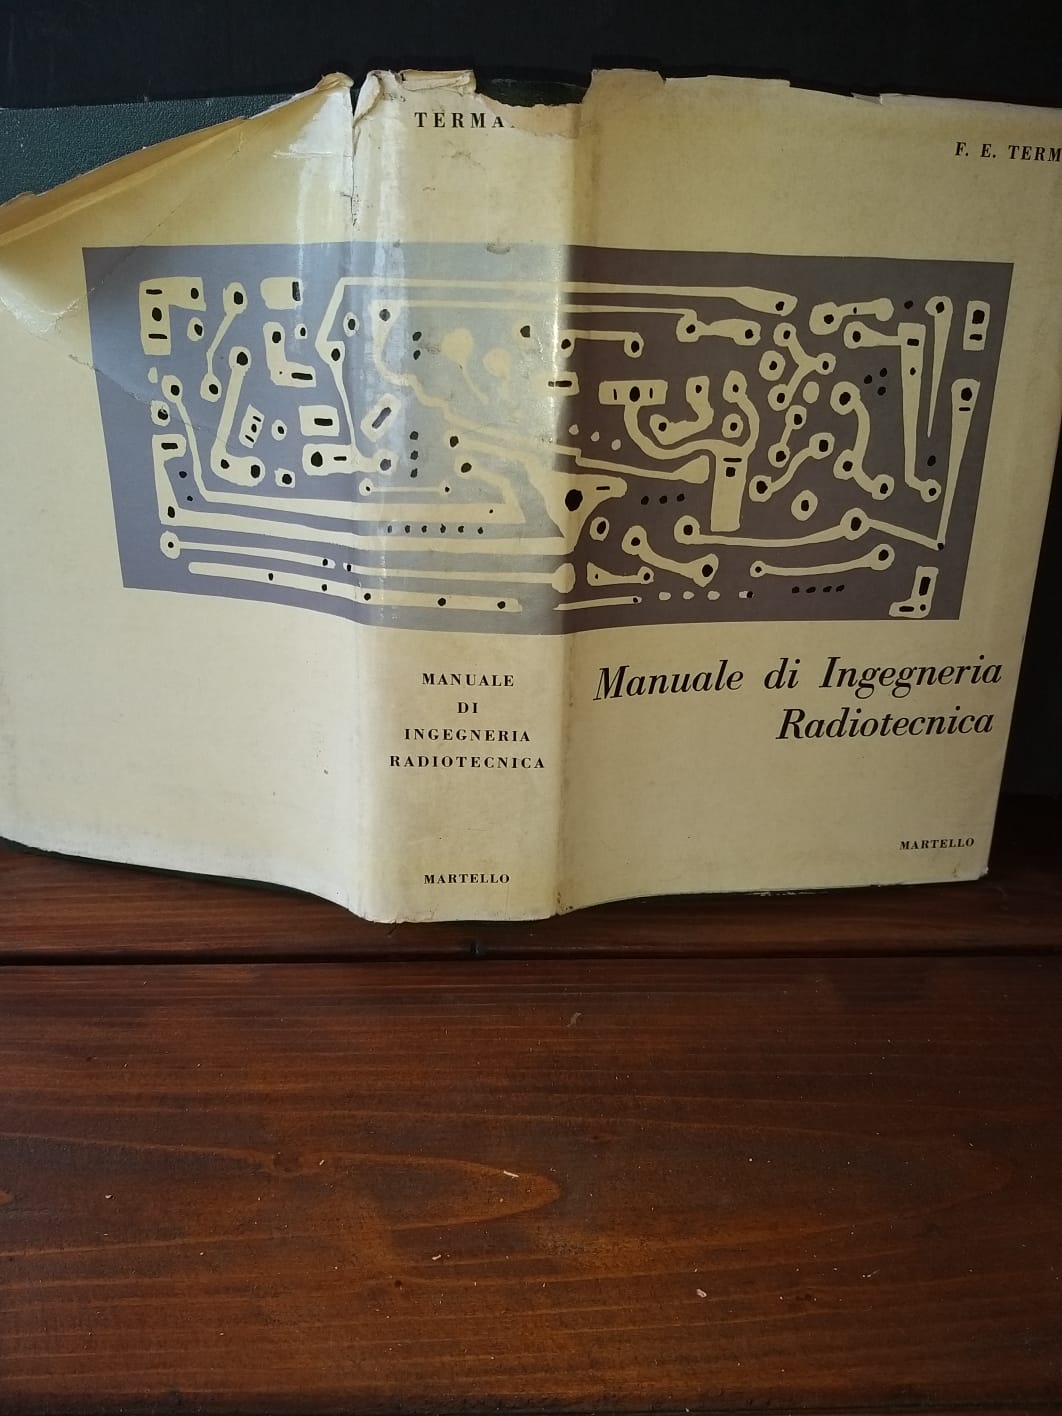 TERMA
MANUALE
DI
INGEGNERIA
RADIOTECNICA
MARTELLO
F. E. TERM
Manuale di Ingegneria
Radiotecnica
MARTELLO